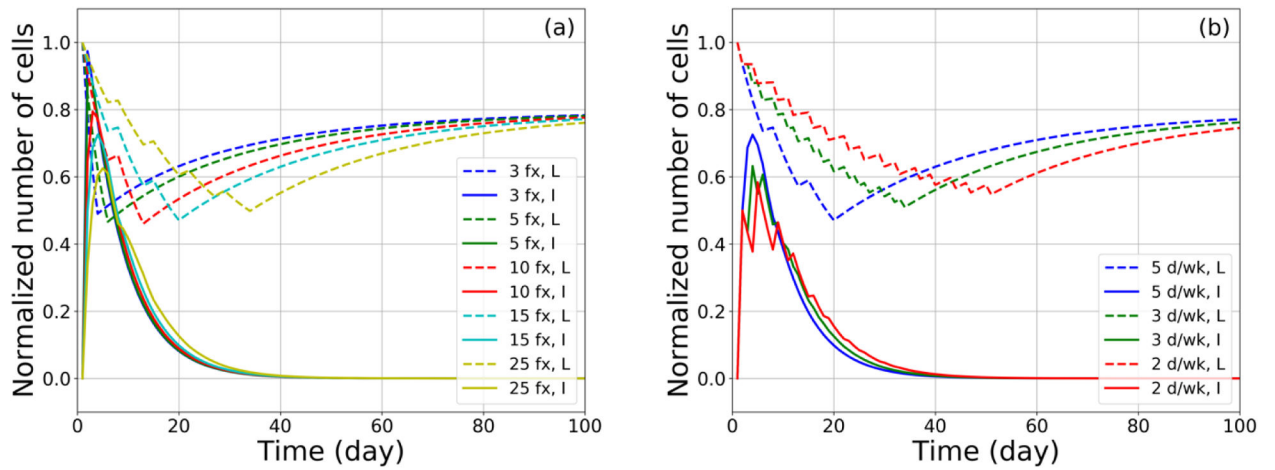 (a)
Normalized number of cells
1.0
0.8
0.6
0.4
0.2
0.0
0 20 40 60 80 100
Time (day)
3 fx, L
3 fx, I
5 fx, L
5 fx, I
10 fx, L
10 fx, I
15 fx, L
15 fx, I
25 fx, L
25 fx, I
(b)
Normalized number of cells
1.0
0.8
0.6
0.4
0.2
0.0
0 20 40 60 80 100
Time (day)
5 d/wk, L
5 d/wk, I
3 d/wk, L
3 d/wk, I
2 d/wk, L
2 d/wk, I